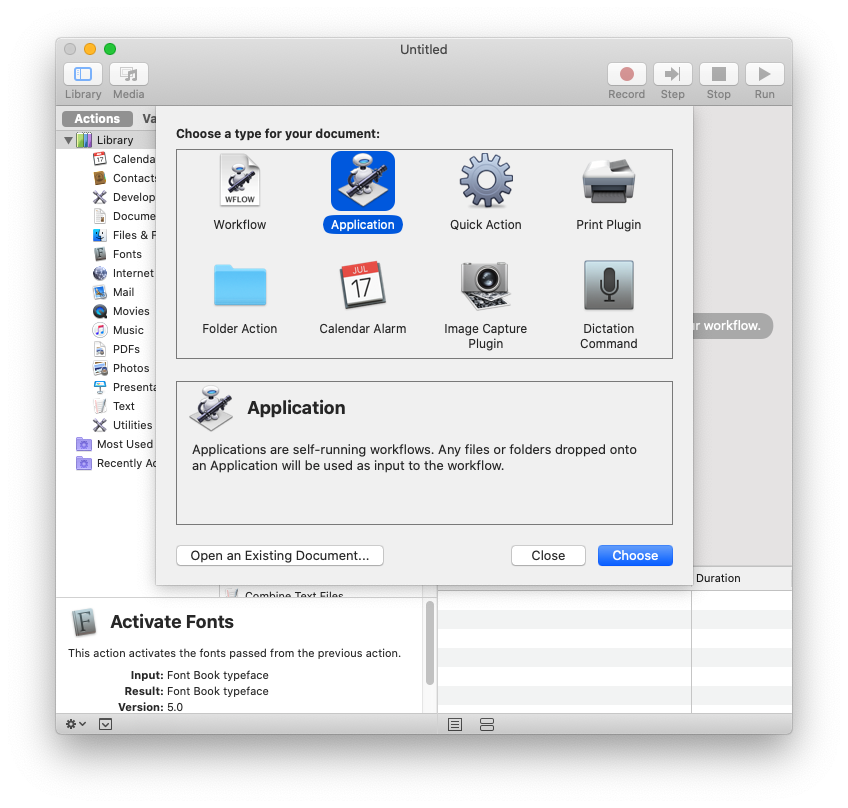 Untitled
Library Media Record Step Stop Run
Actions Va
Library
Calenda
Contacts
Develop
Docume
Files & F
Fonts
Internet
Mail
Movies
Music
PDFs
Photos
Presenta
Text
Utilities
Most Used
Recently Ad
Choose a type for your document:
WFLOW
Workflow Application Quick Action Print Plugin
JUL
17
Folder Action Calendar Alarm Image Capture Dictation
Plugin Command
ur workflow.
Application
Applications are self-running workflows. Any files or folders dropped onto
an Application will be used as input to the workflow.
Open an Existing Document... Close Choose
Duration
Combine Text Files
Activate Fonts
This action activates the fonts passed from the previous action.
Input: Font Book typeface
Result: Font Book typeface
Version: 5.0